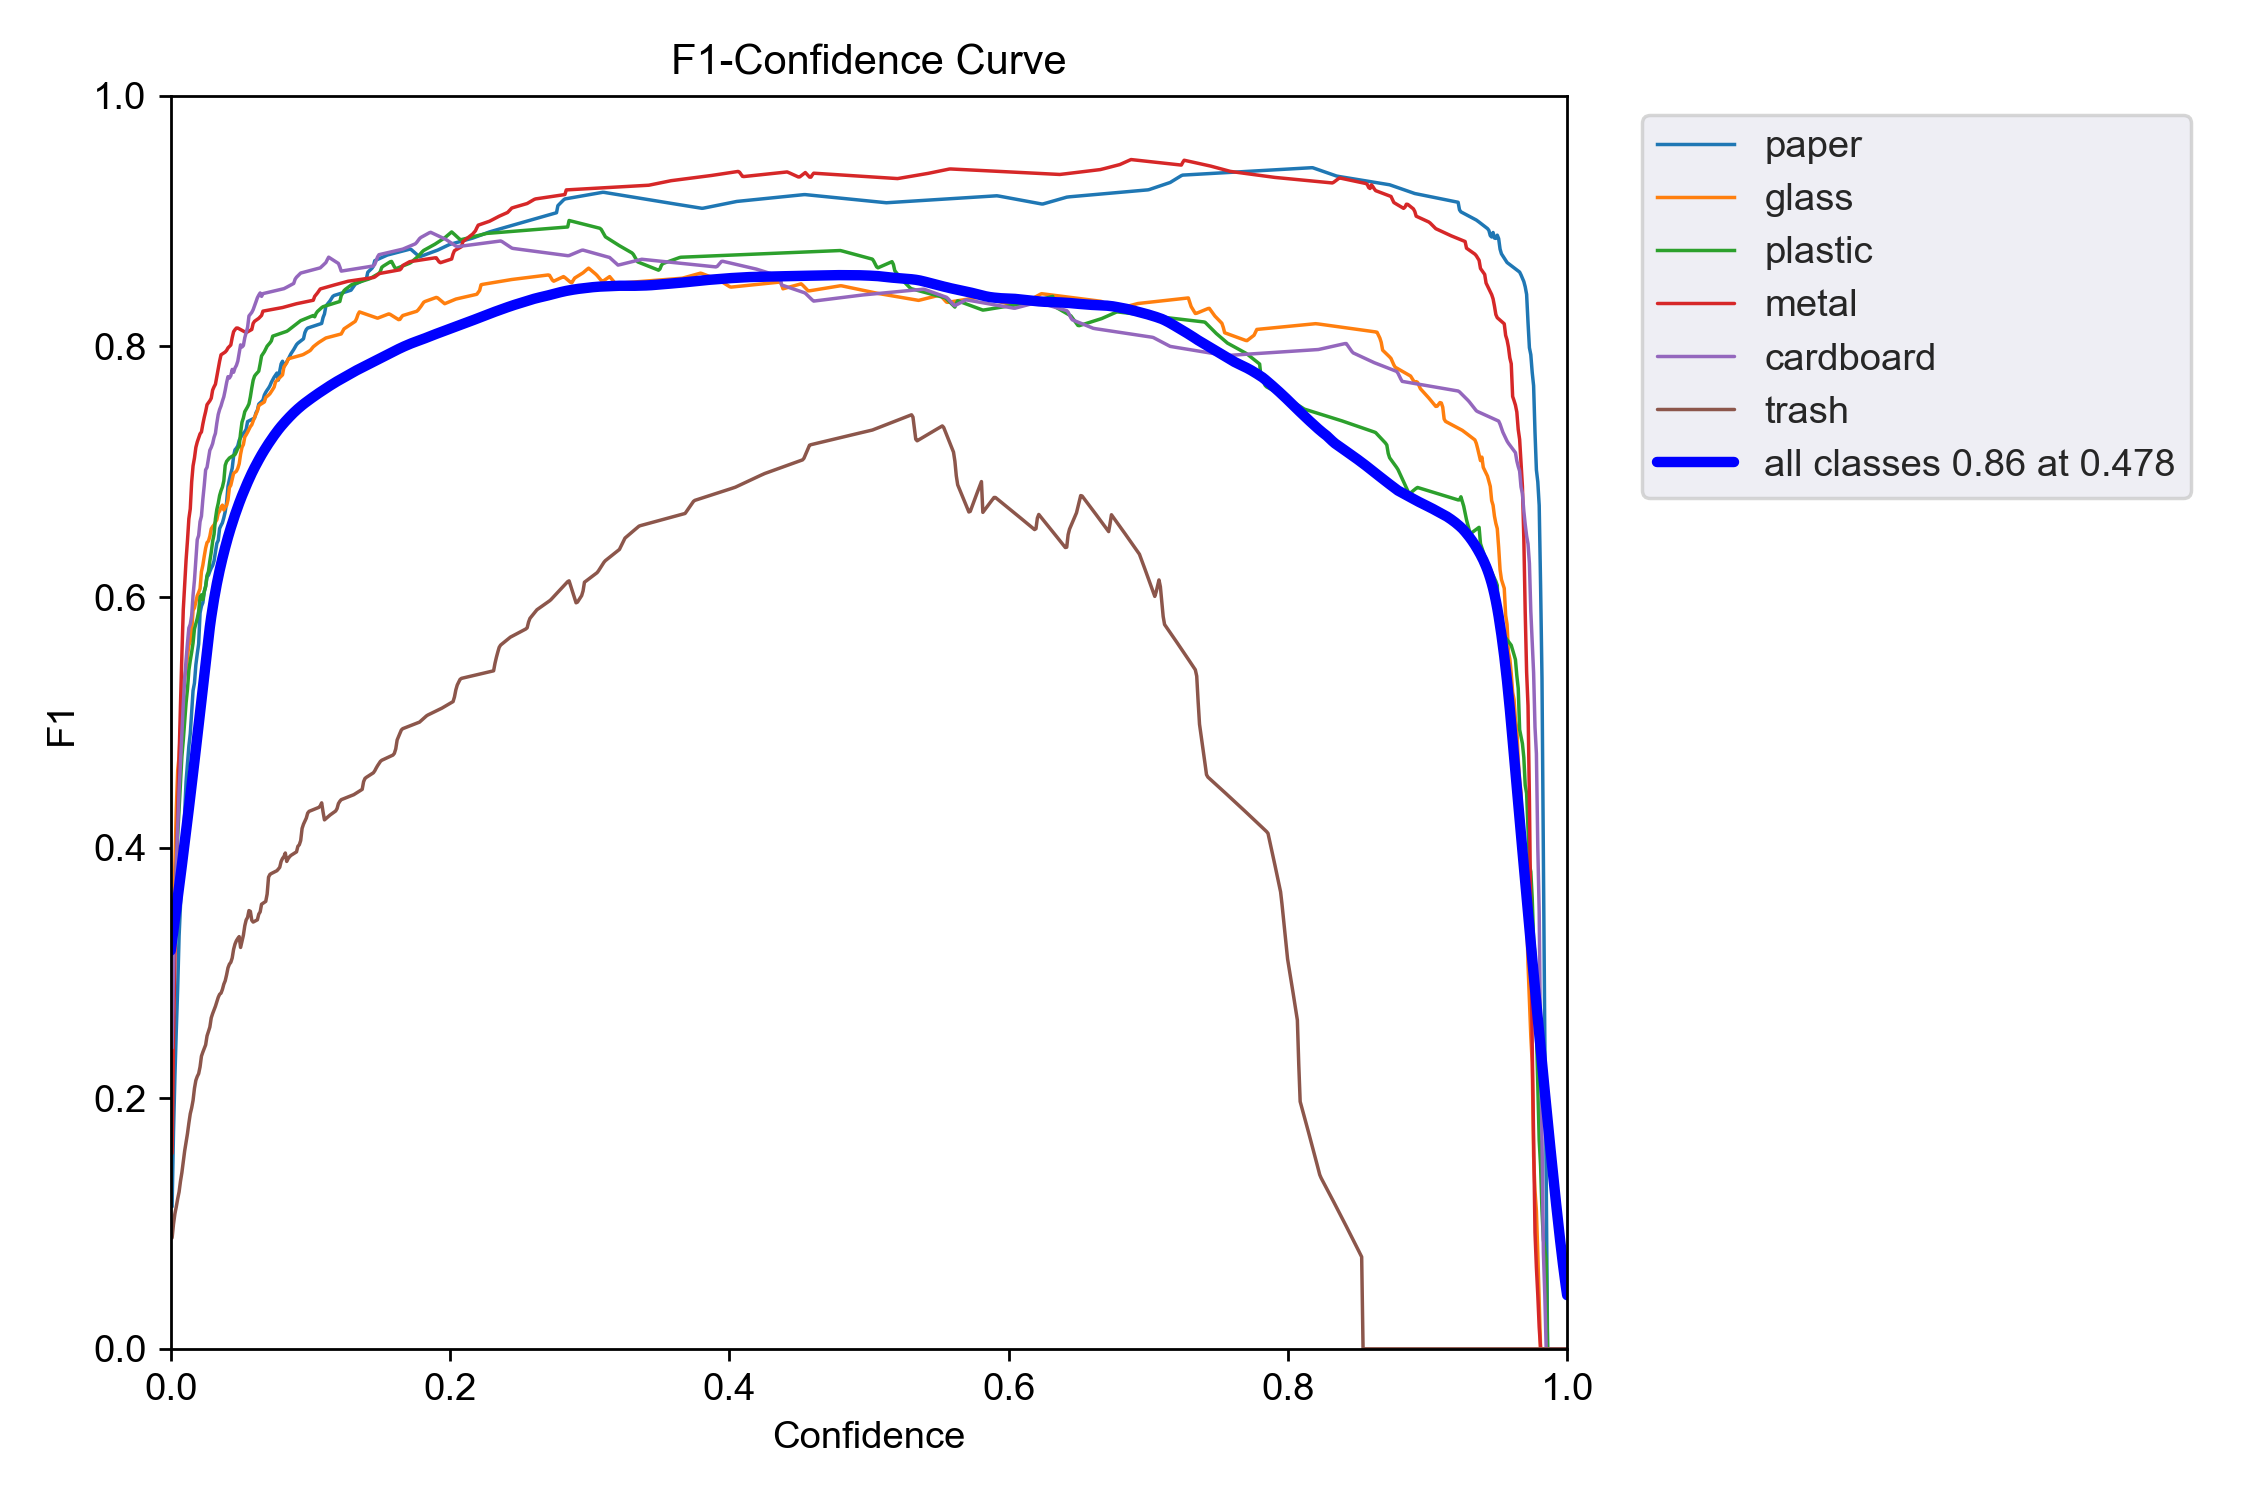 F1-Confidence Curve
1.0
0.8
0.6
0.4
0.2
0.0
F1
0.0 0.2 0.4 0.6 0.8 1.0
Confidence
paper
glass
plastic
metal
cardboard
trash
all classes 0.86 at 0.478